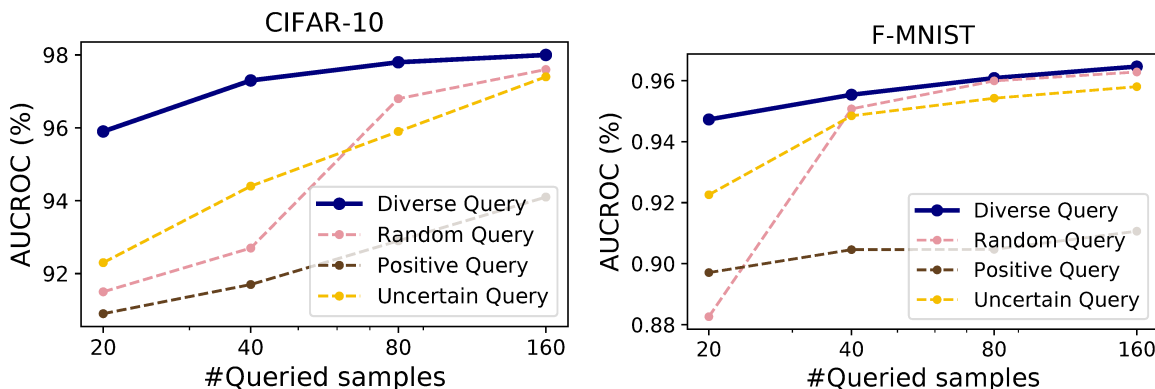 CIFAR-10
AUCROC (%)
98
96
94
92
Diverse Query
Random Query
Positive Query
Uncertain Query
20
40
80
160
#Queried samples
F-MNIST
AUCROC (%)
0.96
0.94
0.92
0.90
0.88
Diverse Query
Random Query
Positive Query
Uncertain Query
20
40
80
160
#Queried samples